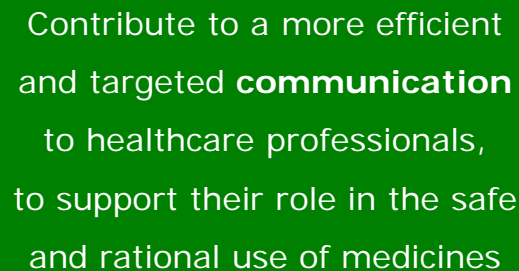 Contribute to a more efficient
and targeted communication
to healthcare professionals,
to support their role in the safe
and rational use of medicines